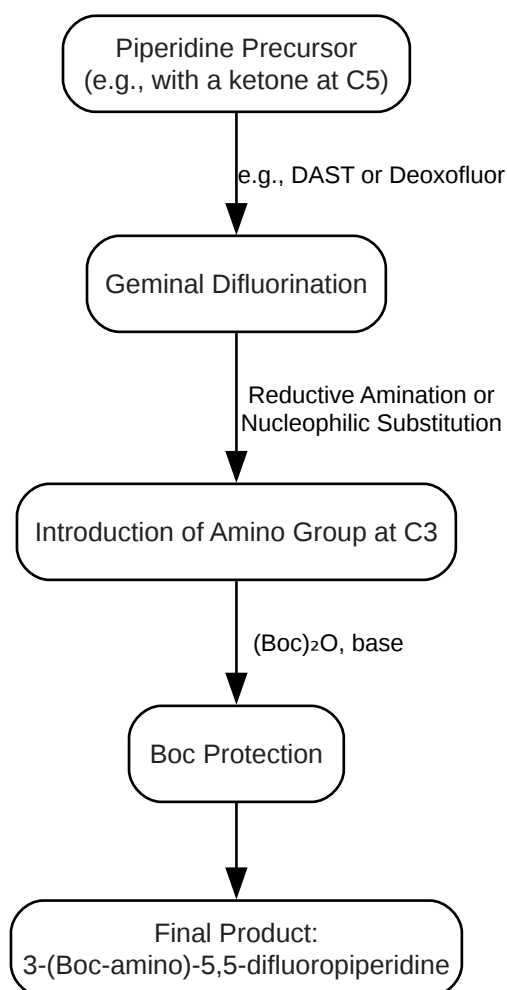 Piperidine Precursor
(e.g., with a ketone at C5)
e.g., DAST or Deoxofluor
Geminal Difluorination
Reductive Amination or
Nucleophilic Substitution
Introduction of Amino Group at C3
(Boc)₂O, base
Boc Protection
Final Product:
3-(Boc-amino)-5,5-difluoropiperidine